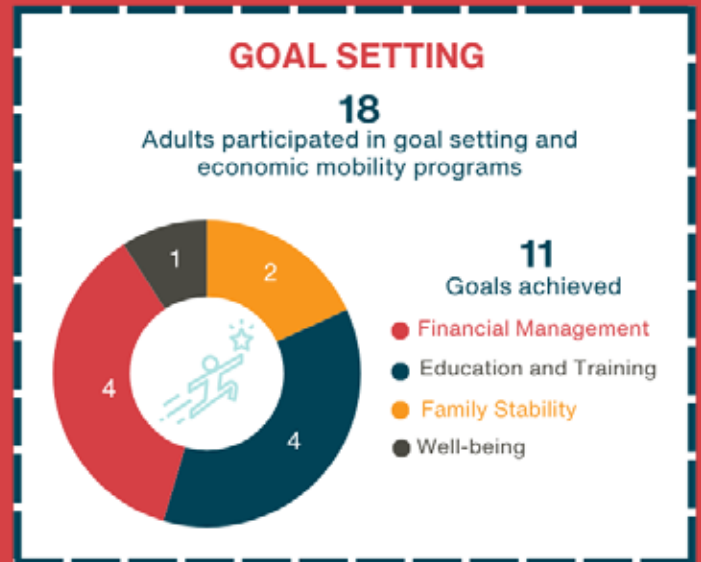 GOAL SETTING
18
Adults participated in goal setting and
economic mobility programs
1
2
4
4
11
Goals achieved
Financial Management
Education and Training
Family Stability
Well-being